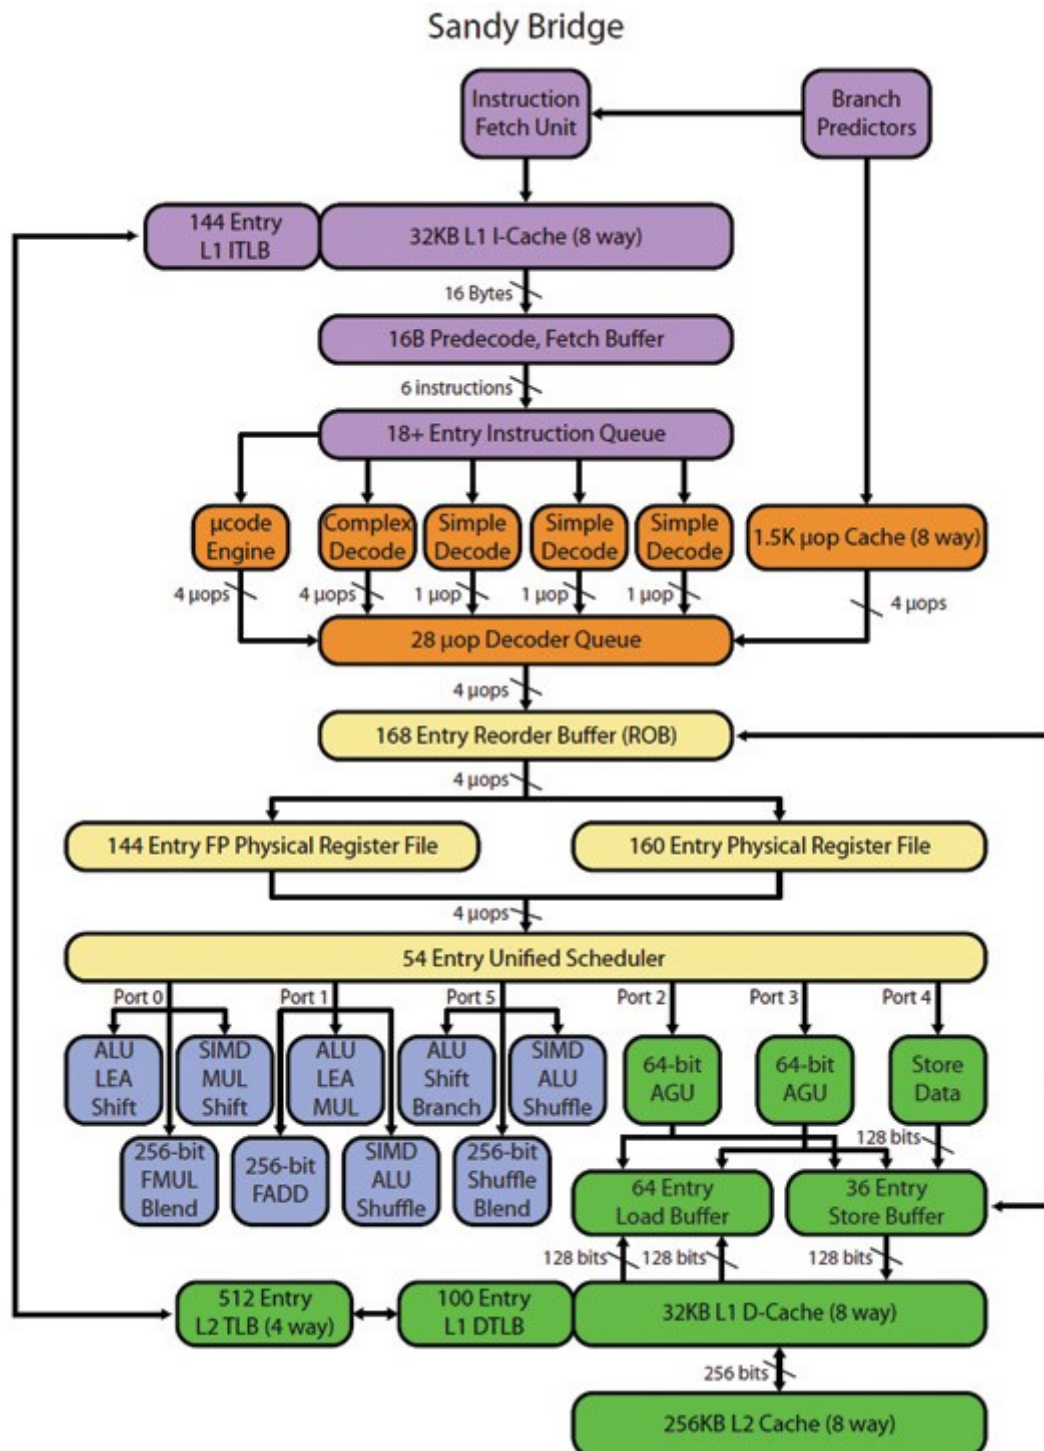 Sandy Bridge
Instruction
Fetch Unit
Branch
Predictors
144 Entry
L1 ITLB
32KB L1 I-Cache (8 way)
16 Bytes
16B Predecode, Fetch Buffer
6 instructions
18+ Entry Instruction Queue
µcode
Engine
Complex
Decode
Simple
Decode
Simple
Decode
Simple
Decode
1.5K µop Cache (8 way)
4 µops
4 µops
1 µop
1 µop
1 µop
4 µops
28 µop Decoder Queue
4 µops
168 Entry Reorder Buffer (ROB)
4 µops
144 Entry FP Physical Register File
160 Entry Physical Register File
4 µops
54 Entry Unified Scheduler
Port 0
Port 1
Port 5
Port 2
Port 3
Port 4
ALU
LEA
Shift
SIMD
MUL
Shift
ALU
LEA
MUL
ALU
Shift
Branch
SIMD
ALU
Shuffle
64-bit
AGU
64-bit
AGU
Store
Data
256-bit
FMUL
Blend
256-bit
FADD
SIMD
ALU
Shuffle
256-bit
Shuffle
Blend
128 bits
64 Entry
Load Buffer
36 Entry
Store Buffer
128 bits
128 bits
128 bits
512 Entry
L2 TLB (4 way)
100 Entry
L1 DTLB
32KB L1 D-Cache (8 way)
256 bits
256KB L2 Cache (8 way)